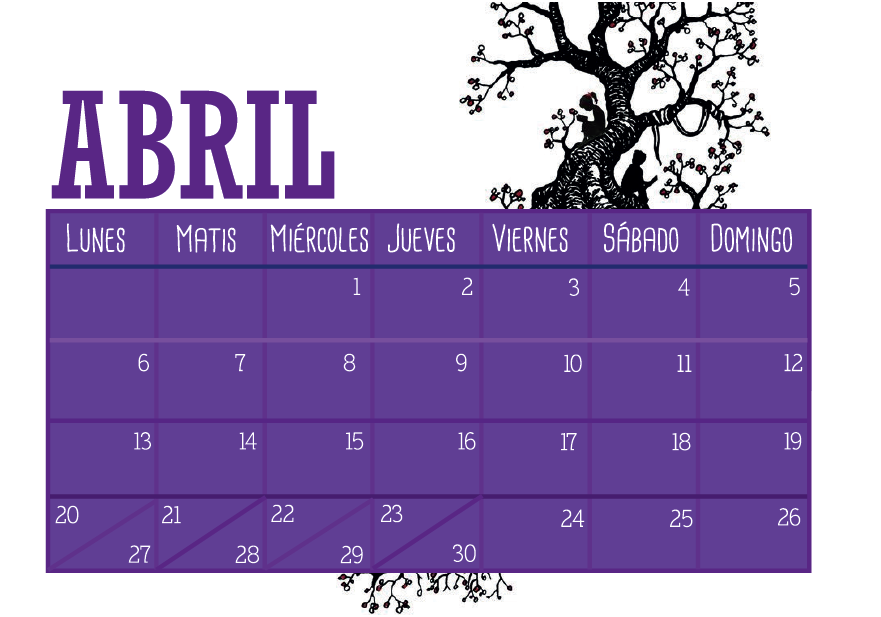 ABRIL
LUNES MATIS MIÉRCOLES JUEVES VIERNES SÁBADO DOMINGO
1 2 3 4 5
6 7 8 9 10 11 12
13 14 15 16 17 18 19
20 21 22 23 24 25 26
27 28 29 30